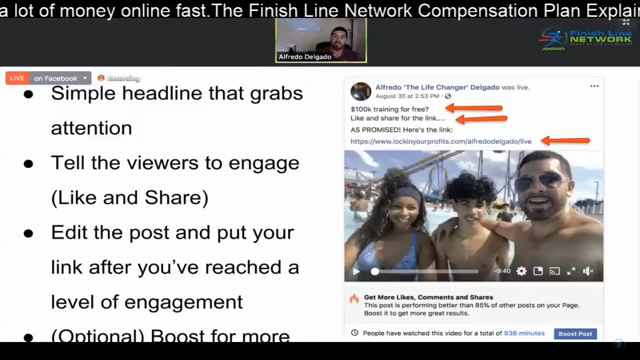 a lot of money online fast.The Finish Line Network Compensation Plan Explain
Alfredo Delgado
Finish Line
NETWORK
LIVE on Facebook Recording
● Simple headline that grabs
attention
● Tell the viewers to engage
(Like and Share)
● Edit the post and put your
link after you've reached a
level of engagement
● (Optional) Boost for more
Alfredo 'The Life Changer' Delgado was live.
August 30 at 2:53 PM
$100k training for free?
Like and share for the link....
AS PROMISED! Here's the link:
https://www.lockinyourprofits.com/alfredodelgado/live
-9:40
Get More Likes, Comments and Shares
This post is performing better than 85% of other posts on your Page.
Boost it to get more great results.
People have watched this video for a total of 636 minutes
Boost Post